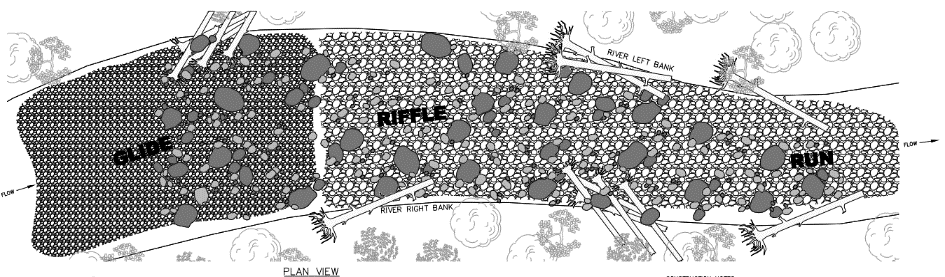 RIVER LEFT BANK
RIFFLE
GLIDE
FLOW
RUN
FLOW
RIVER RIGHT BANK
PLAN VIEW